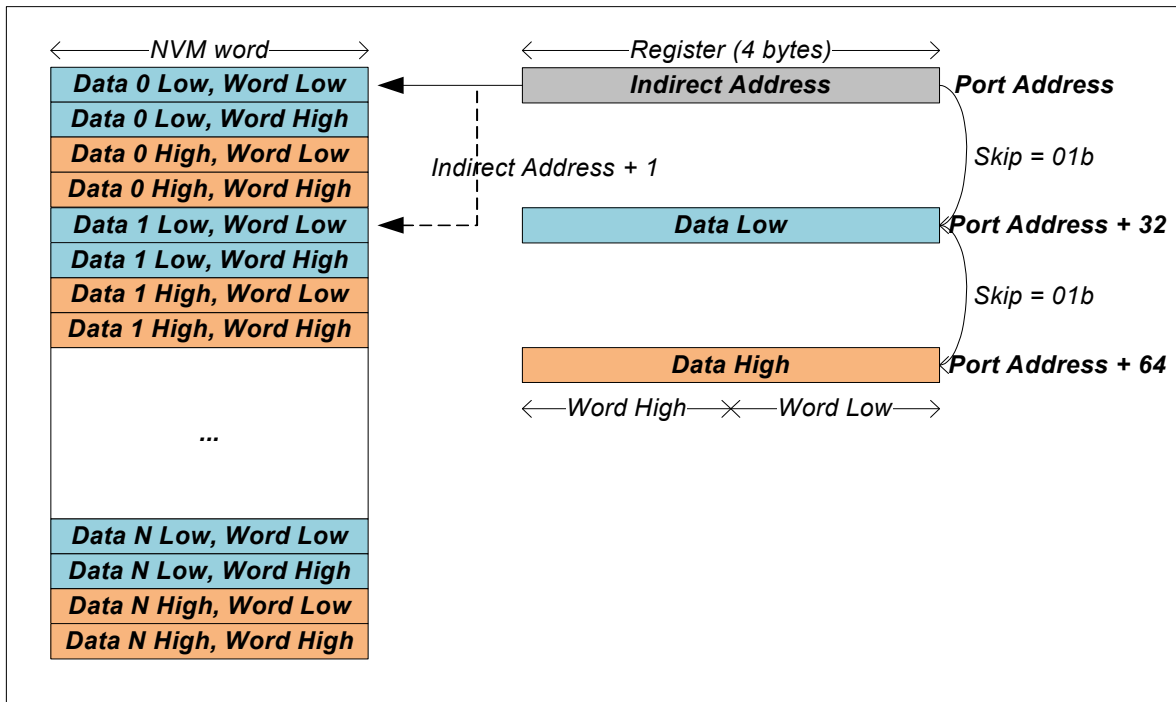 NVM word
Data 0 Low, Word Low
Data 0 Low, Word High
Data 0 High, Word Low
Data 0 High, Word High
Data 1 Low, Word Low
Data 1 Low, Word High
Data 1 High, Word Low
Data 1 High, Word High
...
Data N Low, Word Low
Data N Low, Word High
Data N High, Word Low
Data N High, Word High
Indirect Address + 1
Register (4 bytes)
Indirect Address
Port Address
Skip = 01b
Data Low
Port Address + 32
Skip = 01b
Data High
Port Address + 64
Word High
Word Low